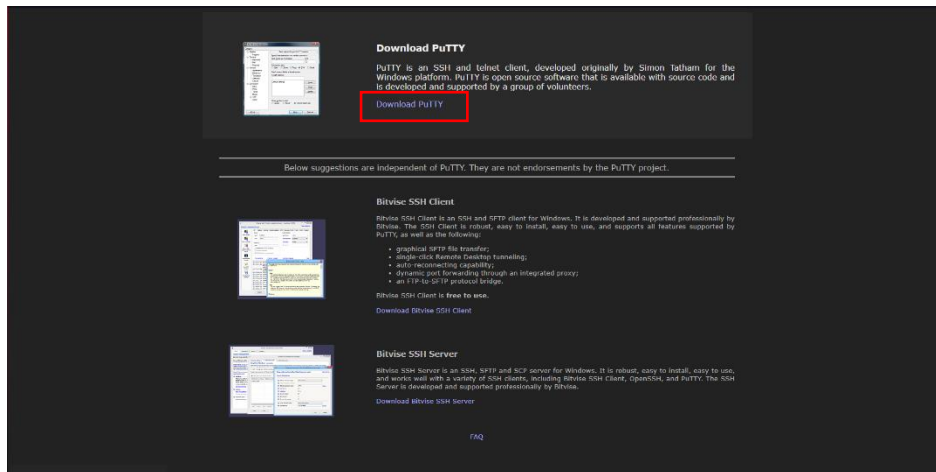 Download PuTTY
PuTTY is an SSH and telnet client, developed originally by Simon Tatham for the
Windows platform. PuTTY is open source software that is available with source code and
is developed and supported by a group of volunteers.
Download PuTTY
Below suggestions are independent of PuTTY. They are not endorsements by the PuTTY project.
Bitvise SSH Client
Bitvise SSH Client is an SSH and SFTP client for Windows. It is developed and supported professionally by
Bitvise. The SSH Client is robust, easy to install, easy to use, and supports all features supported by
PuTTY, as well as the following:
• graphical SFTP file transfer;
• single-click Remote Desktop tunneling;
• auto-reconnecting capability;
• dynamic port forwarding through an integrated proxy;
• an FTP-to-SFTP protocol bridge.
Bitvise SSH Client is free to use.
Download Bitvise SSH Client
Bitvise SSH Server
Bitvise SSH Server is an SSH, SFTP and SCP server for Windows. It is robust, easy to install, easy to use,
and works well with a variety of SSH clients, including Bitvise SSH Client, OpenSSH, and PuTTY. The SSH
Server is developed and supported professionally by Bitvise.
Download Bitvise SSH Server
FAQ